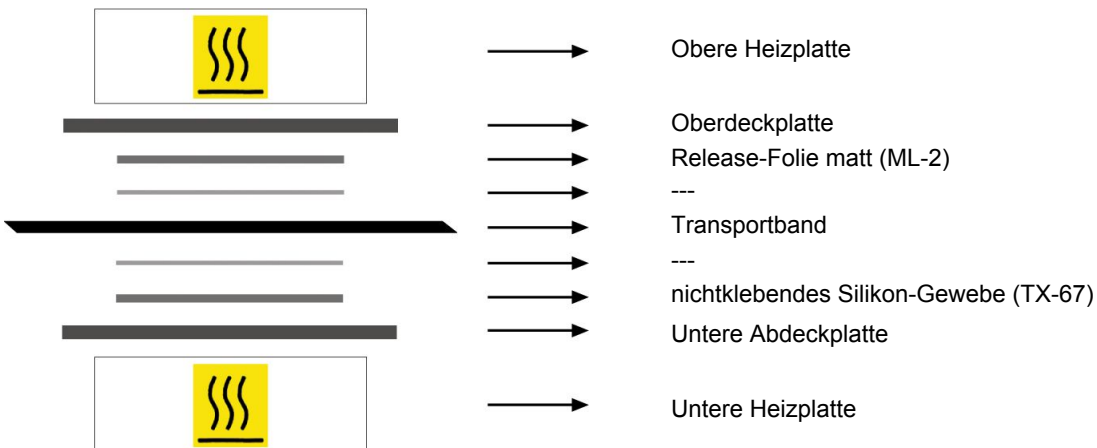 Obere Heizplatte
Oberdeckplatte
Release-Folie matt (ML-2)
---
Transportband
---
nichtklebendes Silikon-Gewebe (TX-67)
Untere Abdeckplatte
Untere Heizplatte